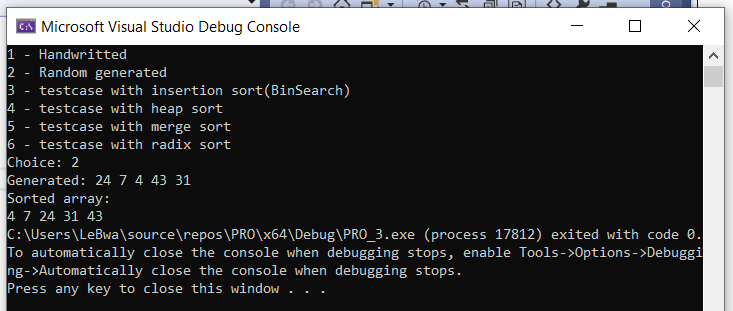 Microsoft Visual Studio Debug Console
1 - Handwritted
2 - Random generated
3 - testcase with insertion sort(BinSearch)
4 - testcase with heap sort
5 - testcase with merge sort
6 - testcase with radix sort
Choice: 2
Generated: 24 7 4 43 31
Sorted array:
4 7 24 31 43
C:\Users\LeBwa\source\repos\PRO\x64\Debug\PRO_3.exe (process 17812) exited with code 0.
To automatically close the console when debugging stops, enable Tools->Options->Debuggi
ng->Automatically close the console when debugging stops.
Press any key to close this window . . .